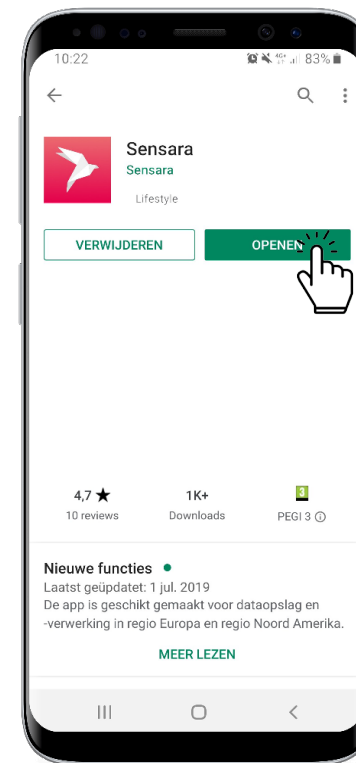 10:22
4G+
83%
Sensara
Sensara
Lifestyle
VERWIJDEREN
OPENEN
4,7 ★
1K+
3
10 reviews
Downloads
PEGI 3
Nieuwe functies
Laatst geüpdatet: 1 jul. 2019
De app is geschikt gemaakt voor dataopslag en
-verwerking in regio Europa en regio Noord Amerika.
MEER LEZEN